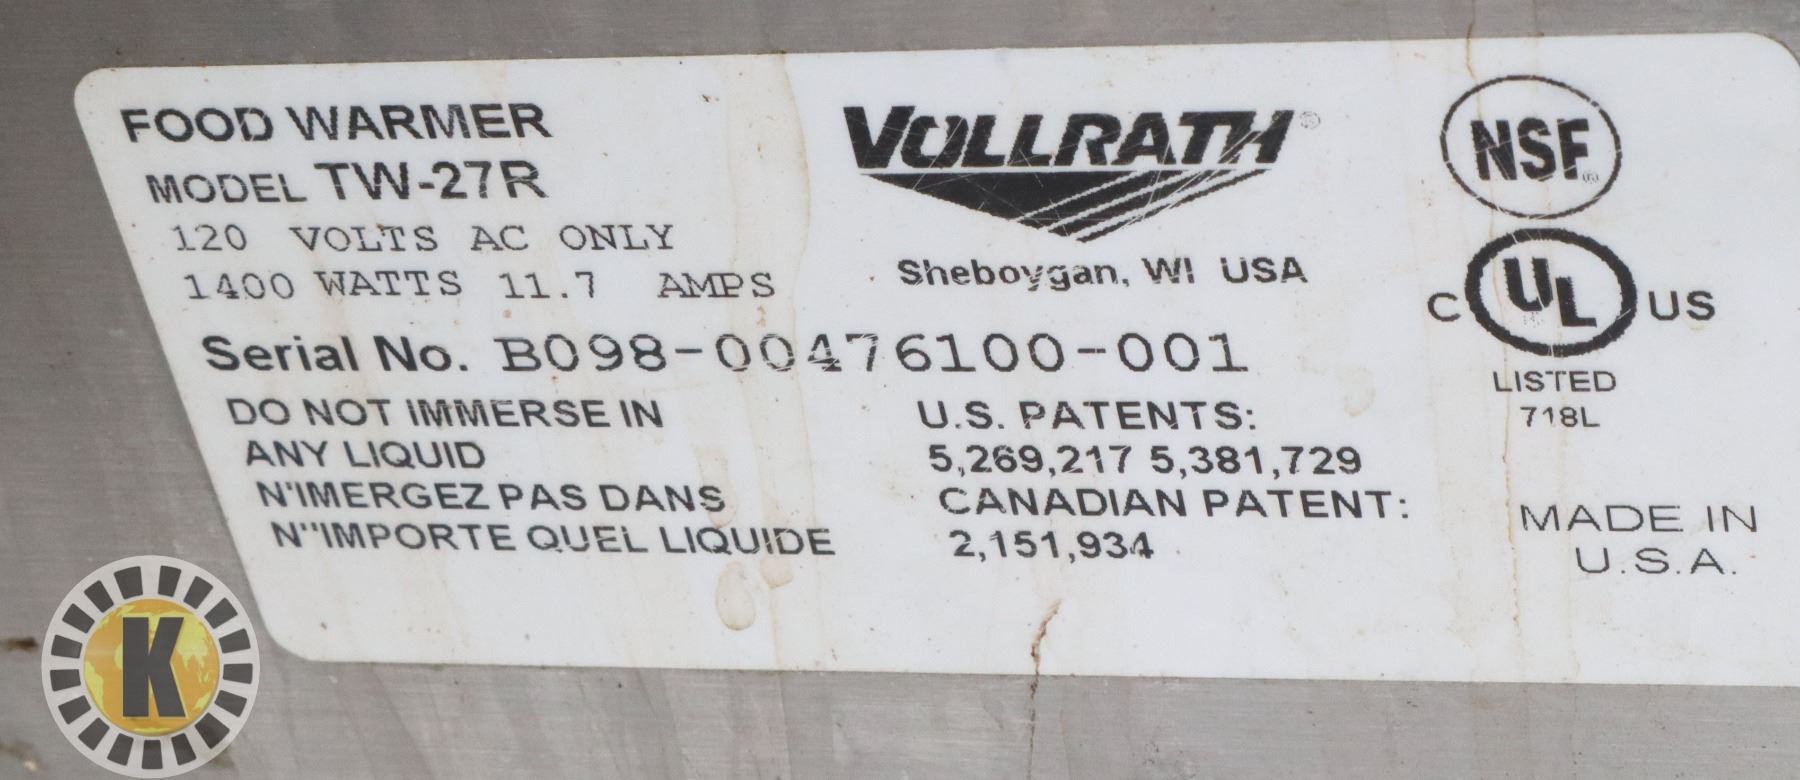 FOOD WARMER
MODEL TW-27R
120 VOLTS AC ONLY
1400 WATTS 11.7 AMPS
VOLLRATH®
Sheboygan, WI USA
NSF®
C UL US
LISTED
718L
Serial No. B098-00476100-001
DO NOT IMMERSE IN
ANY LIQUID
N'IMERGEZ PAS DANS
N''IMPORTE QUEL LIQUIDE
U.S. PATENTS:
5,269,217 5,381,729
CANADIAN PATENT:
2,151,934
MADE IN
U.S.A.
K